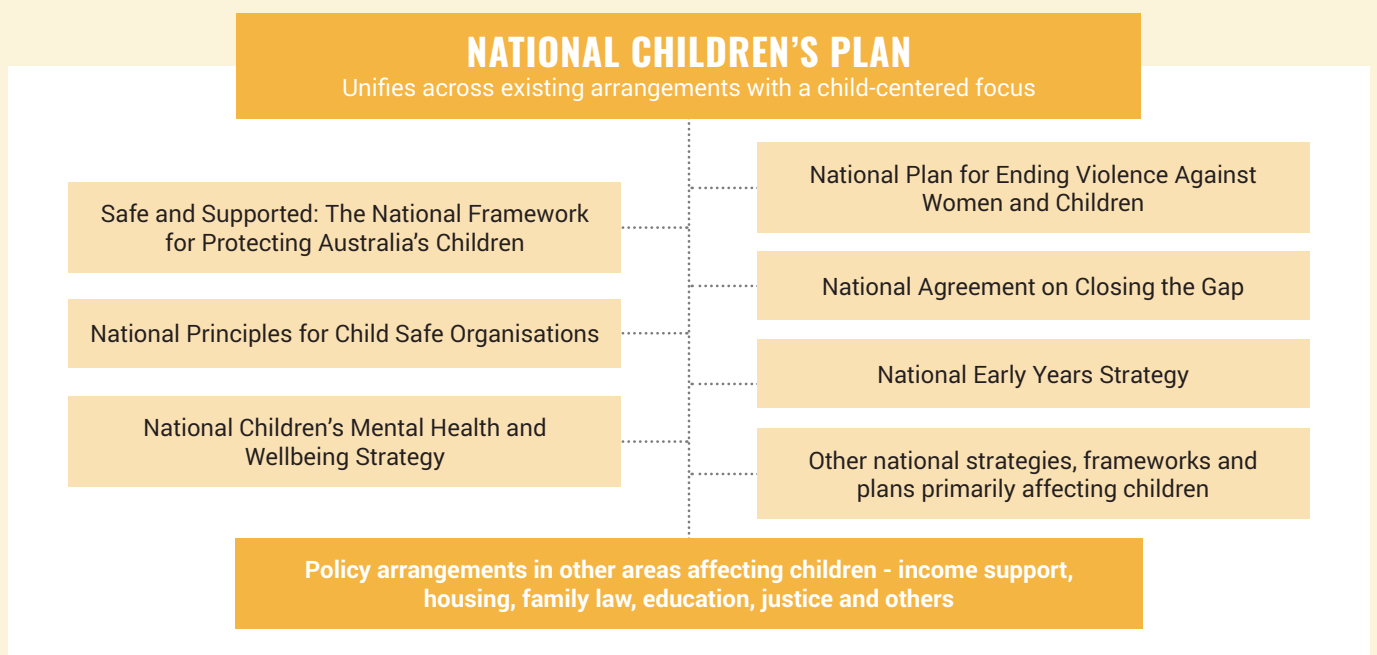 NATIONAL CHILDREN'S PLAN
Unifies across existing arrangements with a child-centered focus
Safe and Supported: The National Framework
for Protecting Australia's Children
National Principles for Child Safe Organisations
National Children's Mental Health and
Wellbeing Strategy
National Plan for Ending Violence Against
Women and Children
National Agreement on Closing the Gap
National Early Years Strategy
Other national strategies, frameworks and
plans primarily affecting children
Policy arrangements in other areas affecting children - income support,
housing, family law, education, justice and others